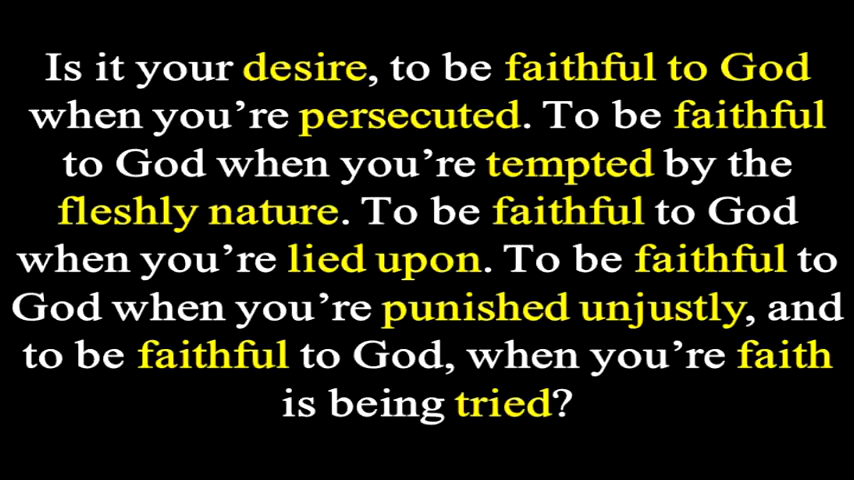 Is it your desire, to be faithful to God
when you’re persecuted. To be faithful
to God when you’re tempted by the
fleshly nature. To be faithful to God
when you’re lied upon. To be faithful to
God when you’re punished unjustly, and
to be faithful to God, when you’re faith
is being tried?